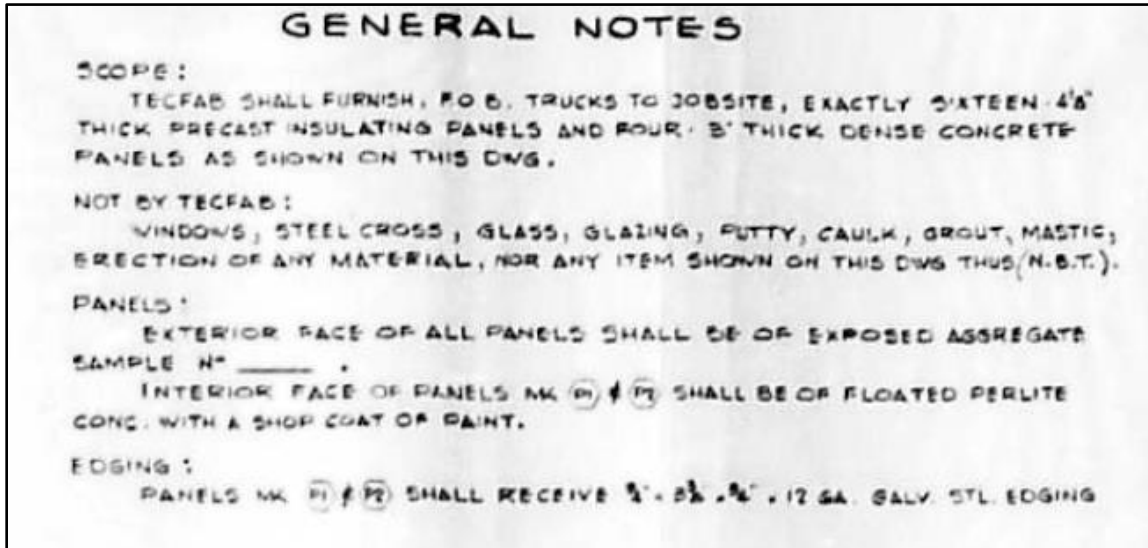 GENERAL NOTES
SCOPE:
TECFAB SHALL FURNISH, F.O.B. TRUCKS TO JOBSITE, EXACTLY SIXTEEN
THICK PRECAST INSULATING PANELS AND FOUR - 3" THICK DENSE CONCRETE
PANELS AS SHOWN ON THIS DWG.
NOT BY TECFAB:
WINDOWS, STEEL CROSS, GLASS, GLAZING, PUTTY, CAULK, GROUT, MASTIC,
ERECTION OF ANY MATERIAL, NOR ANY ITEM SHOWN ON THIS DWG THUS (N.B.T.).
PANELS:
EXTERIOR FACE OF ALL PANELS SHALL BE OF EXPOSED AGGREGATE
SAMPLE Nº _____ .
INTERIOR FACE OF PANELS MK P1 & P2 SHALL BE OF FLOATED PERLITE
CONC. WITH A SHOP COAT OF PAINT.
EDGING:
PANELS MK P1 & P2 SHALL RECEIVE 12 GA. GALV. STL. EDGING